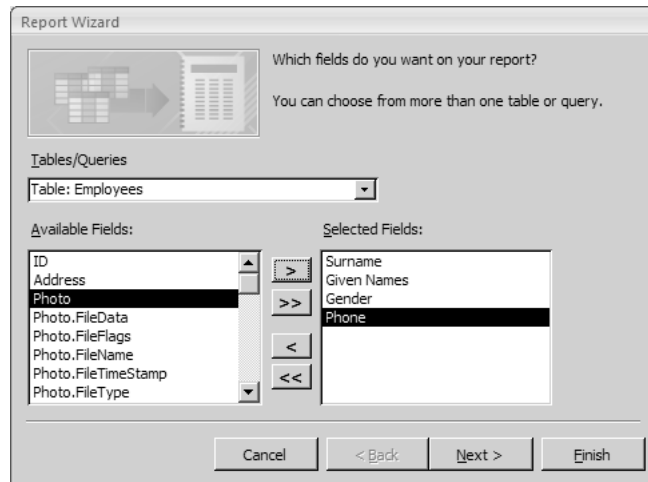 Report Wizard
Which fields do you want on your report?
You can choose from more than one table or query.
Tables/Queries
Table: Employees
Available Fields:
ID
Address
Photo
Photo.FileData
Photo.FileFlags
Photo.FileName
Photo.FileTimeStamp
Photo.FileType
>
>>
<
<<
Selected Fields:
Surname
Given Names
Gender
Phone
Cancel
< Back
Next >
Finish